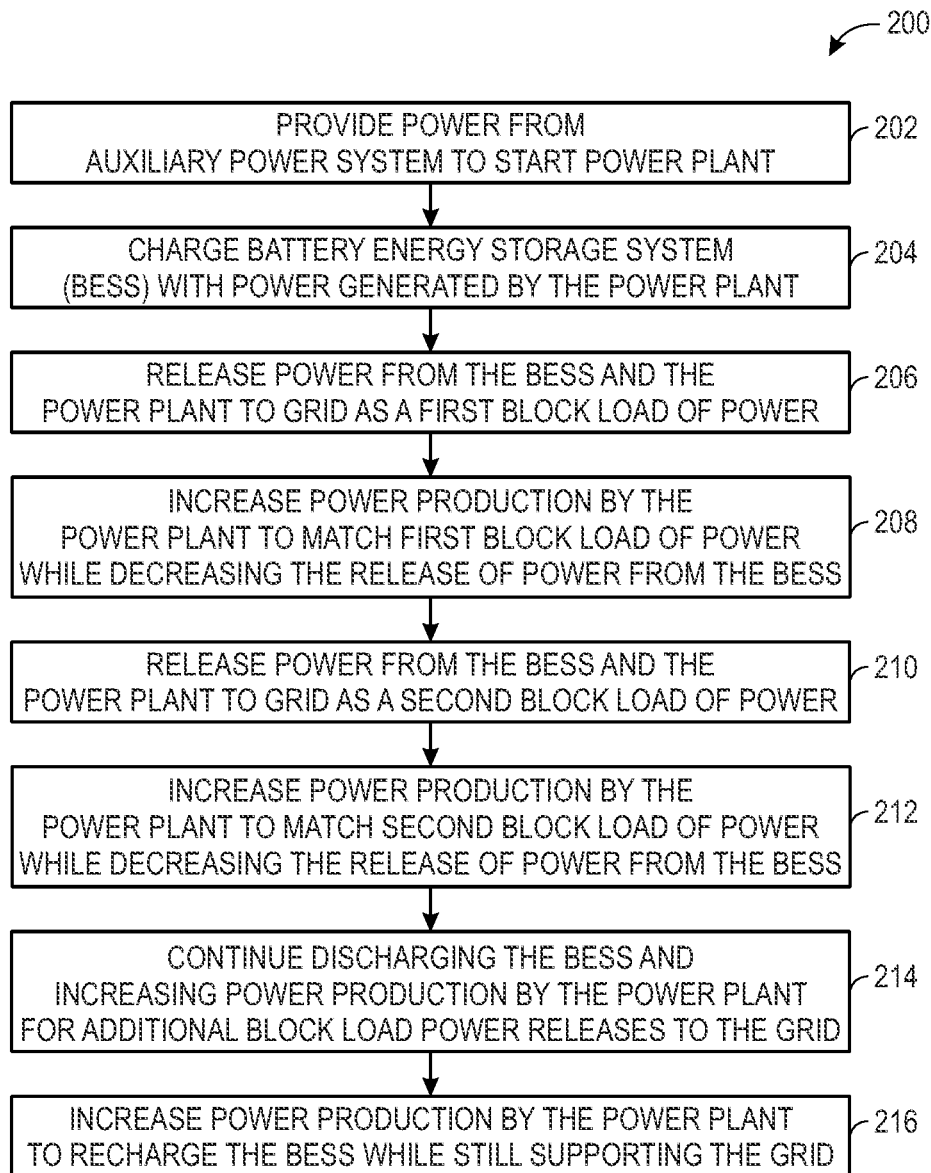 200
PROVIDE POWER FROM
AUXILIARY POWER SYSTEM TO START POWER PLANT
202
CHARGE BATTERY ENERGY STORAGE SYSTEM
(BESS) WITH POWER GENERATED BY THE POWER PLANT
204
RELEASE POWER FROM THE BESS AND THE
POWER PLANT TO GRID AS A FIRST BLOCK LOAD OF POWER
206
INCREASE POWER PRODUCTION BY THE
POWER PLANT TO MATCH FIRST BLOCK LOAD OF POWER
WHILE DECREASING THE RELEASE OF POWER FROM THE BESS
208
RELEASE POWER FROM THE BESS AND THE
POWER PLANT TO GRID AS A SECOND BLOCK LOAD OF POWER
210
INCREASE POWER PRODUCTION BY THE
POWER PLANT TO MATCH SECOND BLOCK LOAD OF POWER
WHILE DECREASING THE RELEASE OF POWER FROM THE BESS
212
CONTINUE DISCHARGING THE BESS AND
INCREASING POWER PRODUCTION BY THE POWER PLANT
FOR ADDITIONAL BLOCK LOAD POWER RELEASES TO THE GRID
214
INCREASE POWER PRODUCTION BY THE POWER PLANT
TO RECHARGE THE BESS WHILE STILL SUPPORTING THE GRID
216